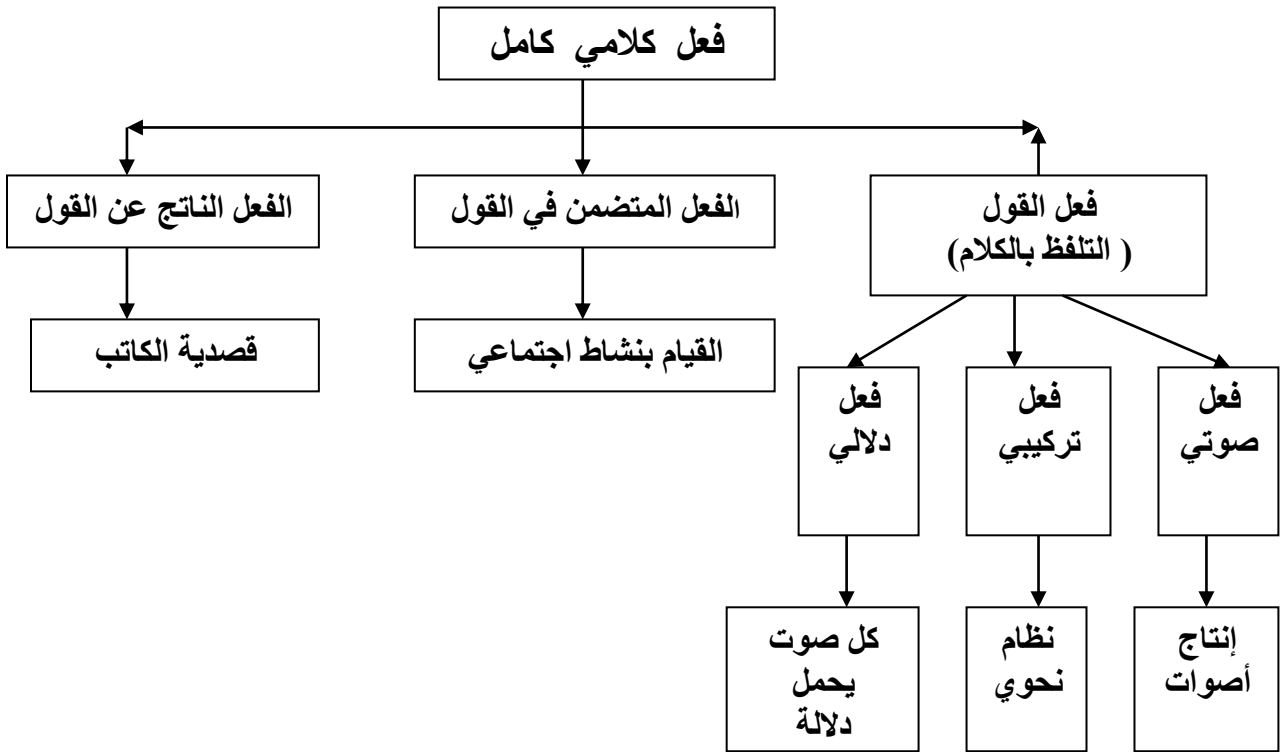 فعل كلامي كامل
فعل القول
( التلفظ بالكلام)
الفعل المتضمن في القول
الفعل الناتج عن القول
القيام بنشاط اجتماعي
قصدية الكاتب
فعل
صوتي
فعل
تركيبي
فعل
دلالي
إنتاج
أصوات
نظام
نحوي
كل صوت
يحمل
دلالة